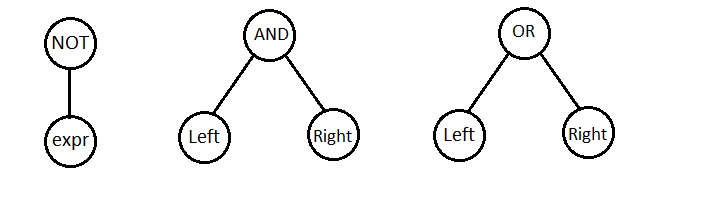 NOT
AND
OR
expr
Left
Right
Left
Right